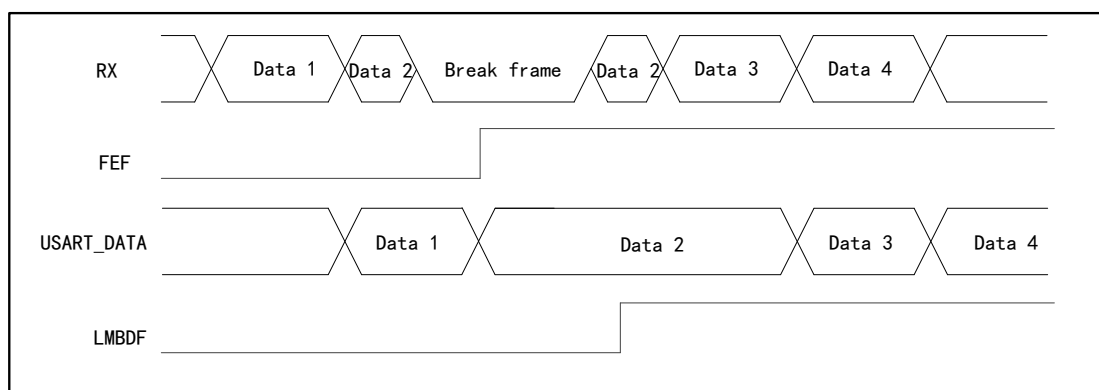 RX Data 1 Data 2 Break frame Data 2 Data 3 Data 4
FEF
USART_DATA Data 1 Data 2 Data 3 Data 4
LMBDF